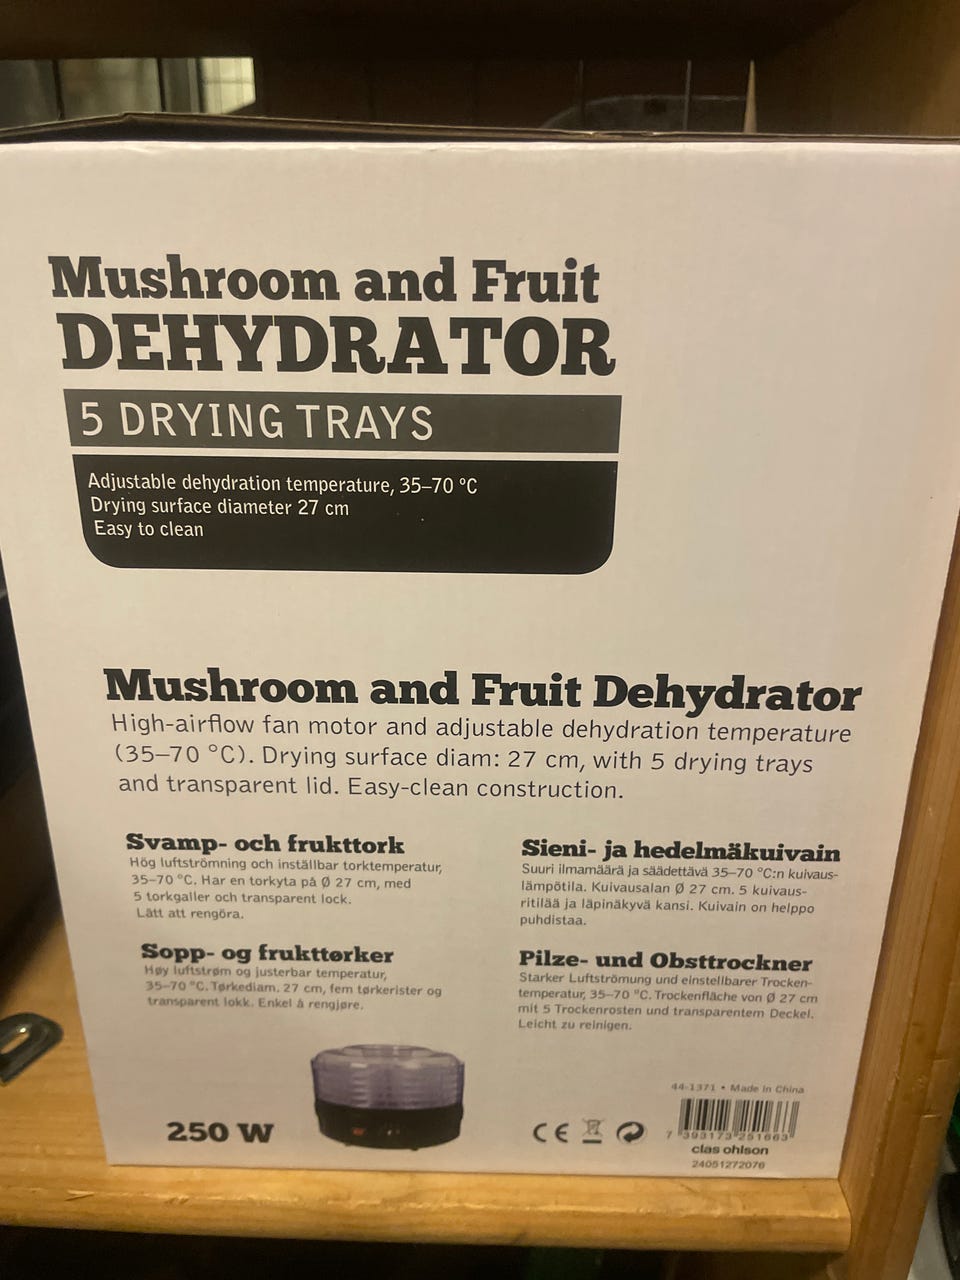 Mushroom and Fruit
DEHYDRATOR
5 DRYING TRAYS
Adjustable dehydration temperature, 35–70 °C
Drying surface diameter 27 cm
Easy to clean
Mushroom and Fruit Dehydrator
High-airflow fan motor and adjustable dehydration temperature
(35–70 °C). Drying surface diam: 27 cm, with 5 drying trays
and transparent lid. Easy-clean construction.
Svamp- och frukttork
Hög luftströmning och inställbar torktemperatur,
35–70 °C. Har en torkyta på Ø 27 cm, med
5 torkgaller och transparent lock.
Lätt att rengöra.
Sopp- og frukttørker
Høy luftstrøm og justerbar temperatur,
35–70 °C. Tørkediam. 27 cm, fem tørkerister og
transparent lokk. Enkel å rengjøre.
Sieni- ja hedelmäkuivain
Suuri ilmamäärä ja säädettävä 35–70 °C:n kuivaus-
lämpötila. Kuivausalan Ø 27 cm. 5 kuivaus-
ritilää ja läpinäkyvä kansi. Kuivain on helppo
puhdistaa.
Pilze- und Obsttrockner
Starker Luftströmung und einstellbarer Trocken-
temperatur, 35–70 °C. Trockenfläche von Ø 27 cm
mit 5 Trockenrosten und transparentem Deckel.
Leicht zu reinigen.
250 W
44-1371 • Made in China
CE
7 393173 251663
clas ohlson
24051272076